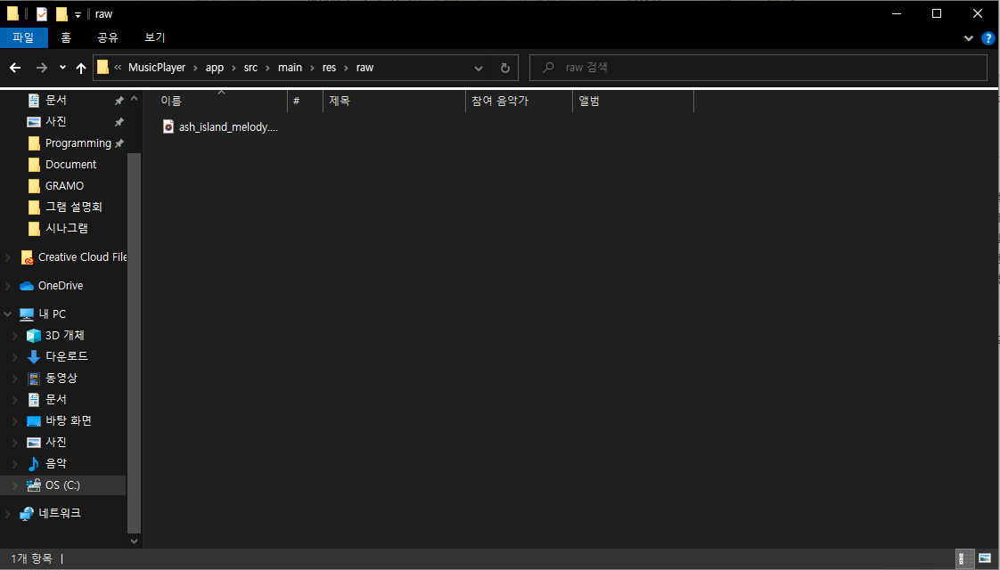 raw
파일 홈 공유 보기
MusicPlayer app src main res raw
raw 검색
이름 # 제목 참여 음악가 앨범
ash_island_melody....
문서
사진
Programming
Document
GRAMO
그램 설명회
시나그램
Creative Cloud File
OneDrive
내 PC
3D 개체
다운로드
동영상
문서
바탕 화면
사진
음악
OS (C:)
네트워크
1개 항목